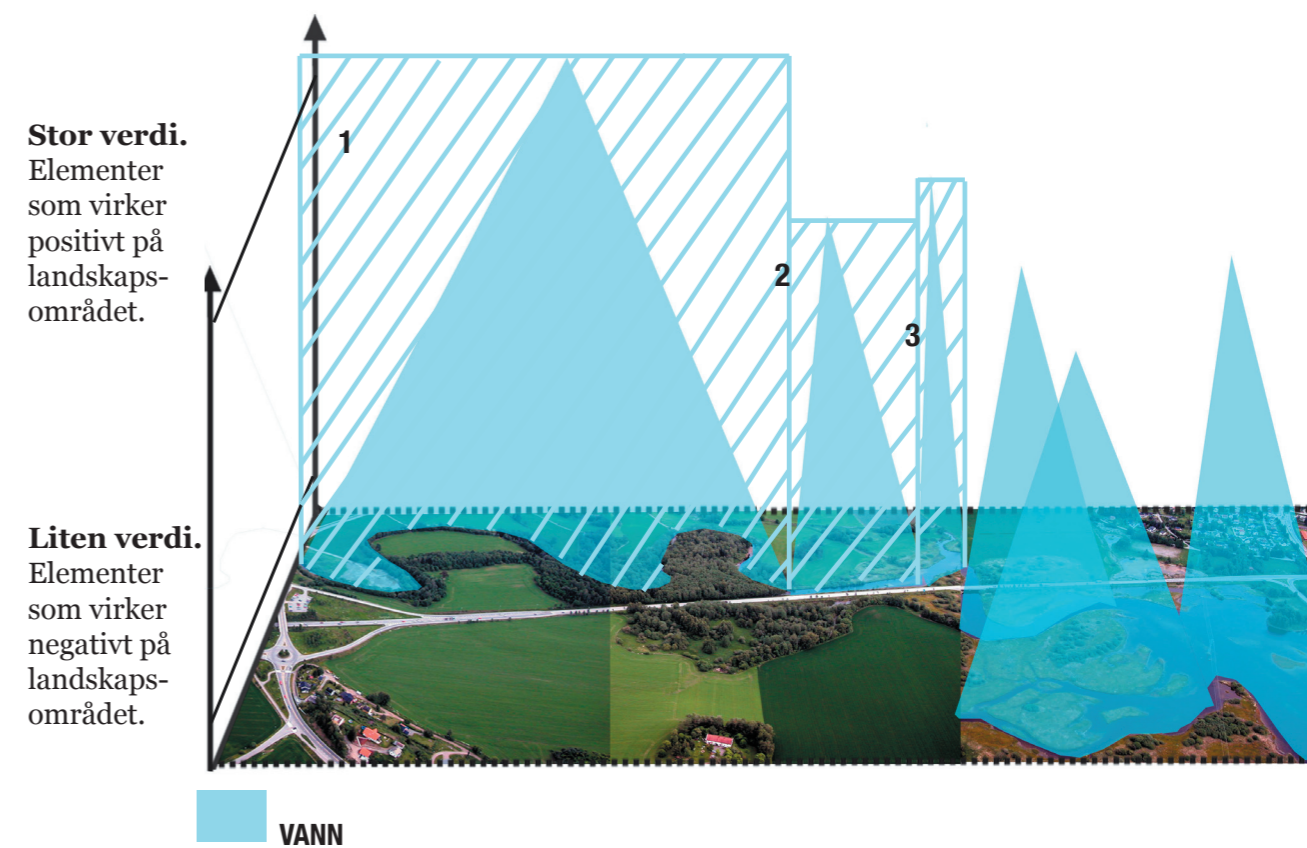 Stor verdi.
Elementer
som virker
positivt på
landskaps-
området.
1
2
3
Liten verdi.
Elementer
som virker
negativt på
landskaps-
området.
VANN